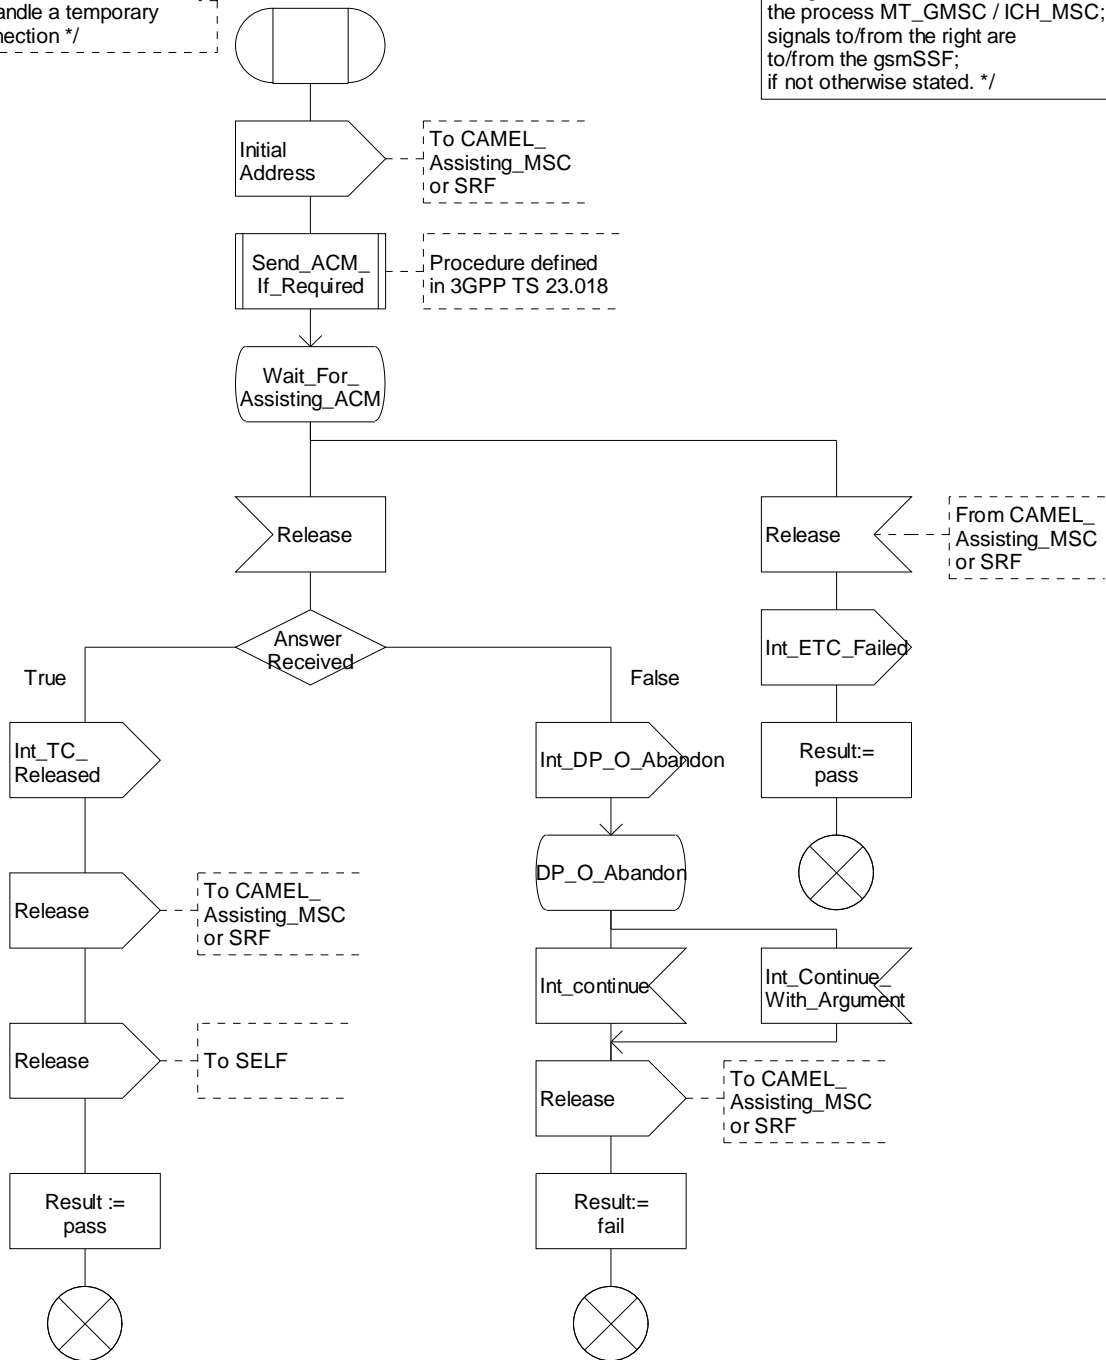 a temporary
*/
the process MT_GMSC / ICH_MSC;
signals to/from the right are
to/from the gsmSSF;
if not otherwise stated. */
Initial
Address
To CAMEL_
Assisting_MSC
or SRF
Send_ACM_
If_Required
Procedure defined
in 3GPP TS 23.018
Wait_For_
Assisting_ACM
Release
Release
From CAMEL_
Assisting_MSC
or SRF
Answer
Received
Int_ETC_Failed
True
False
Int_TC_
Released
Int_DP_O_Abandon
Result:=
pass
DP_O_Abandon
Release
To CAMEL_
Assisting_MSC
or SRF
Int_continue
Int_Continue_
With_Argument
Release
To SELF
Release
To CAMEL_
Assisting_MSC
or SRF
Result :=
pass
Result:=
fail